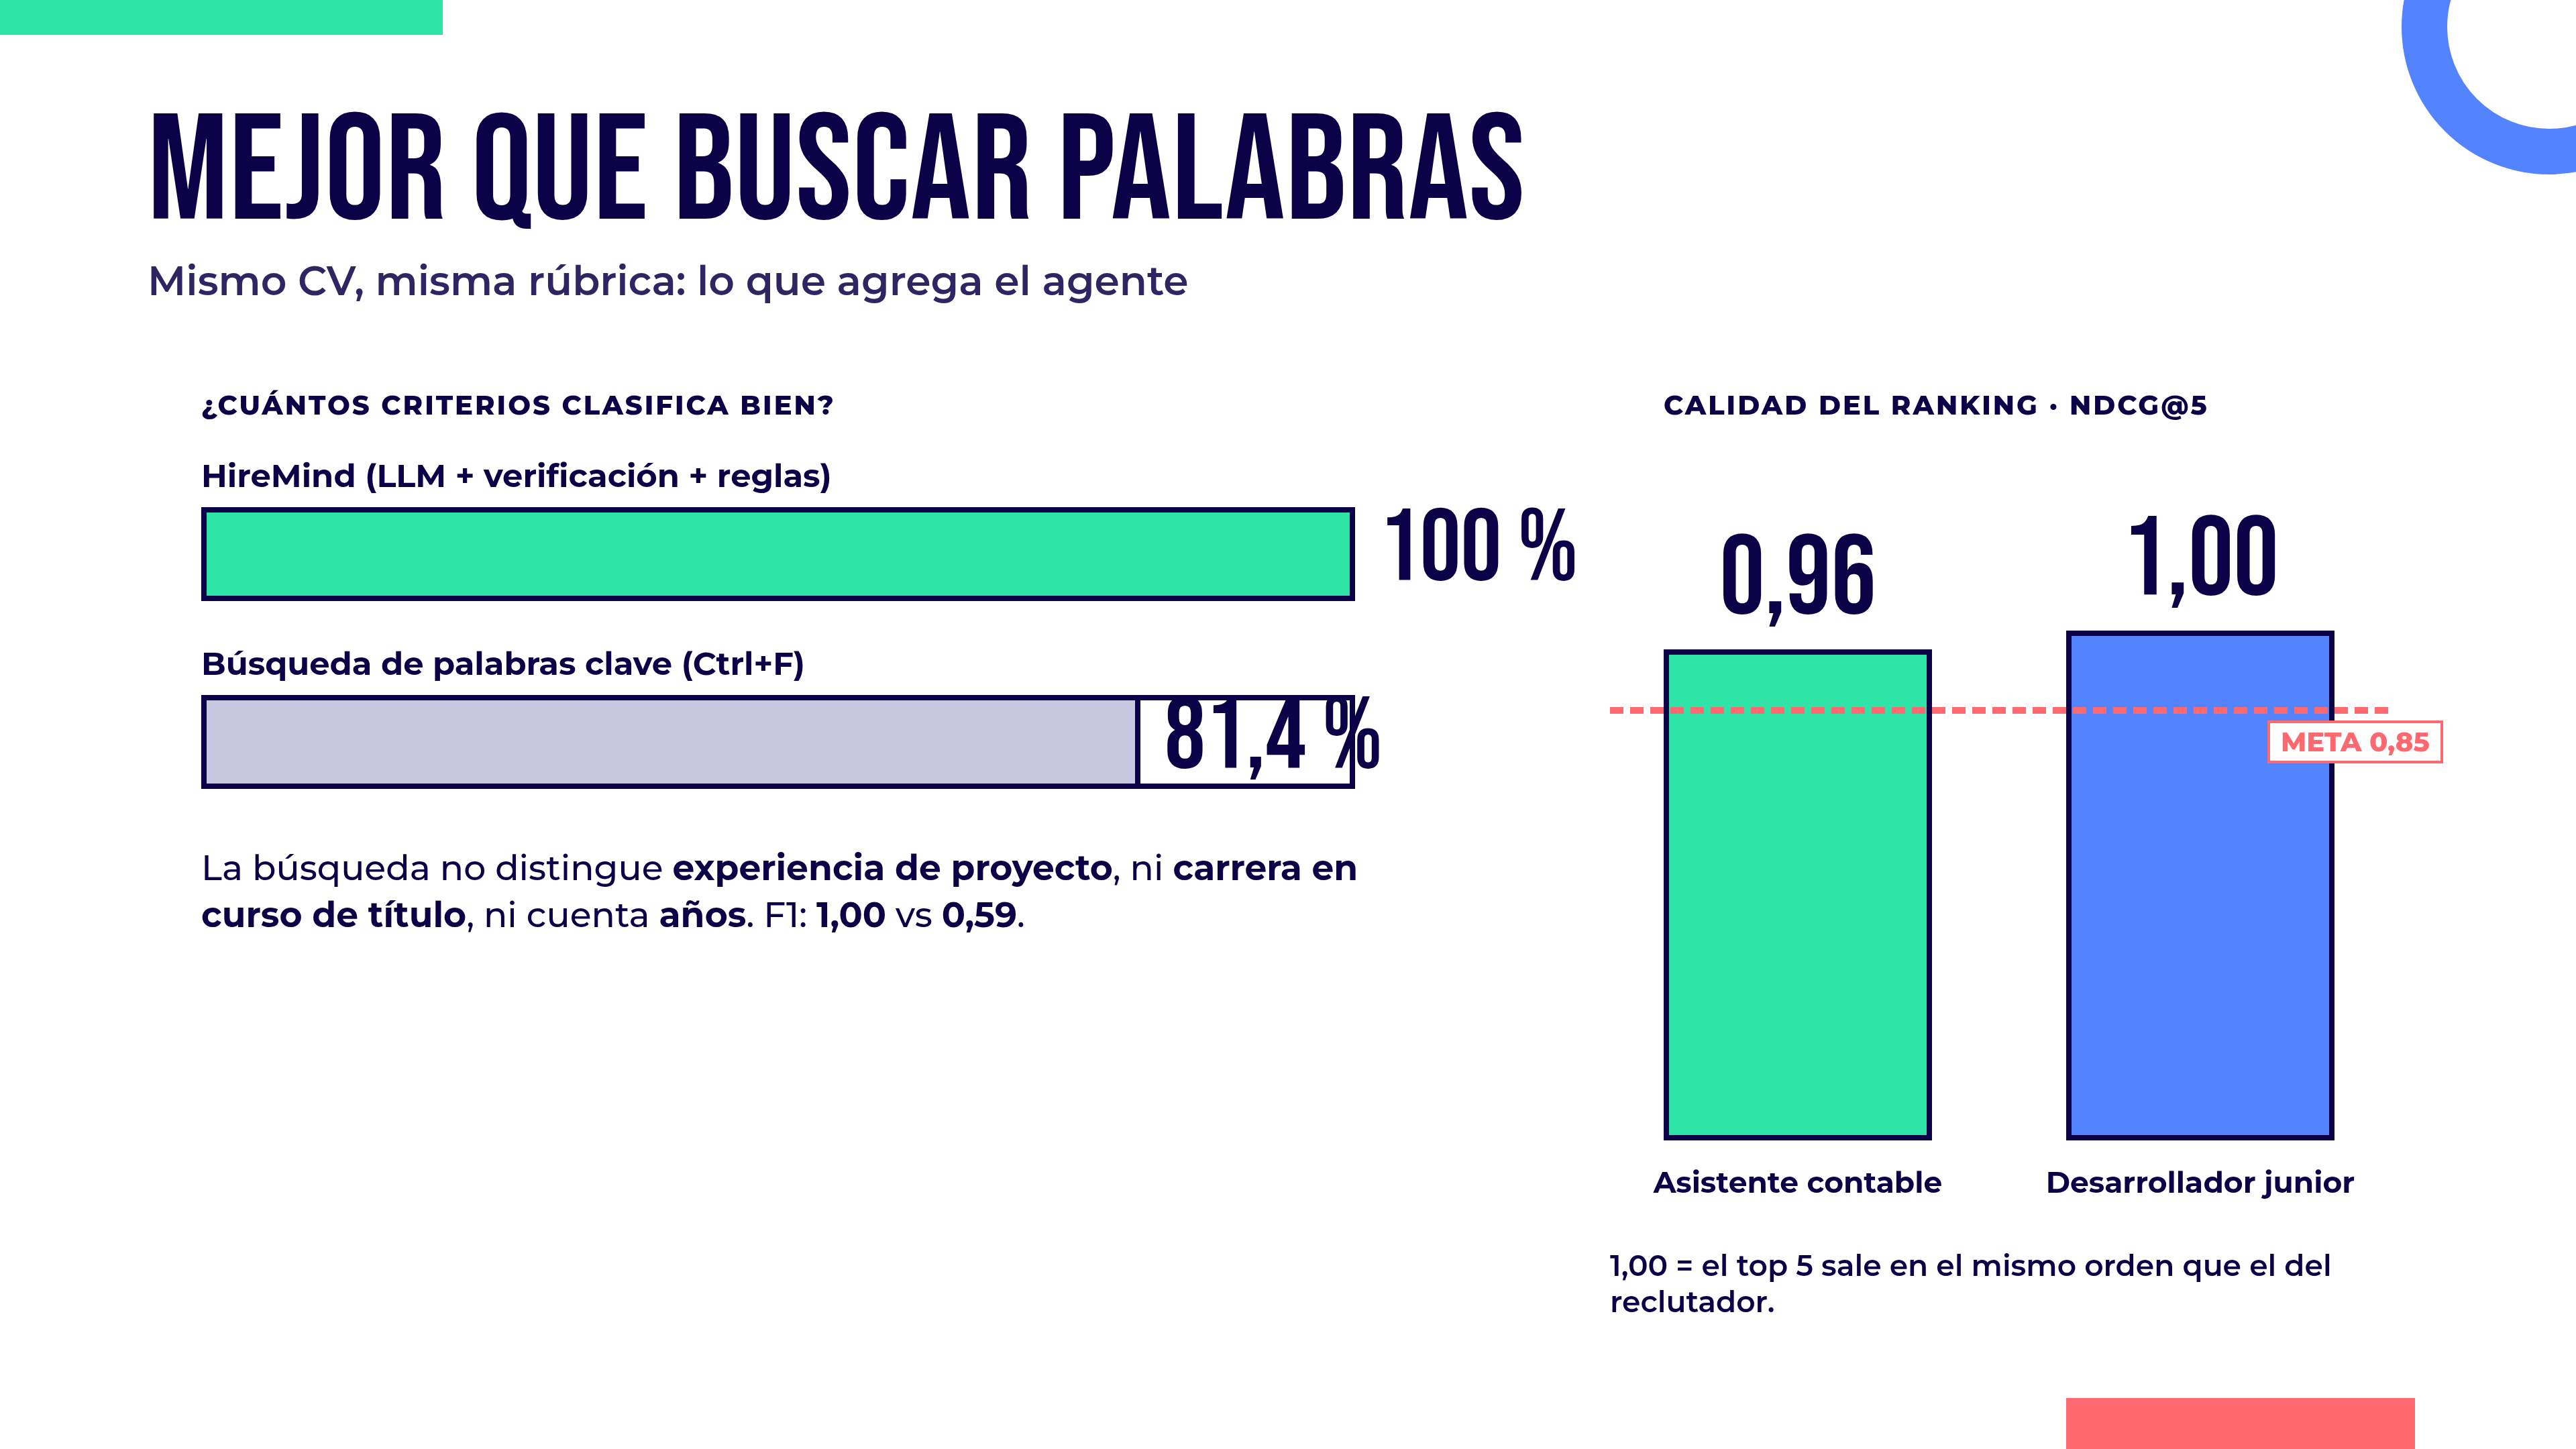 MEJOR QUE BUSCAR PALABRAS
Mismo CV, misma rúbrica: lo que agrega el agente
¿CUÁNTOS CRITERIOS CLASIFICA BIEN?
HireMind (LLM + verificación + reglas)
100 %
Búsqueda de palabras clave (Ctrl+F)
81,4 %
La búsqueda no distingue experiencia de proyecto, ni carrera en
curso de título, ni cuenta años. F1: 1,00 vs 0,59.
CALIDAD DEL RANKING · NDCG@5
0,96
1,00
META 0,85
Asistente contable
Desarrollador junior
1,00 = el top 5 sale en el mismo orden que el del
reclutador.